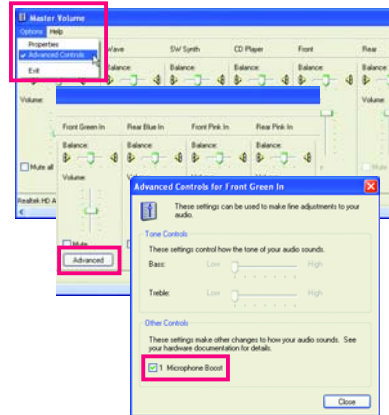 Master Volume
Options Help
Properties
Advanced Controls
Exit
Wave SW Synth CD Player Front Rear
Balance: Balance: Balance: Balance: Balance:
Volume:
Mute all
Realtek HD A
Front Green In Rear Blue In Front Pink In Rear Pink In
Balance: Balance: Balance: Balance:
Volume:
Mute
Advanced
Advanced Controls for Front Green In
These settings can be used to make fine adjustments to your
audio.
Tone Controls
These settings control how the tone of your audio sounds.
Bass: Low High
Treble: Low High
Other Controls
These settings make other changes to how your audio sounds. See
your hardware documentation for details.
1 Microphone Boost
Close